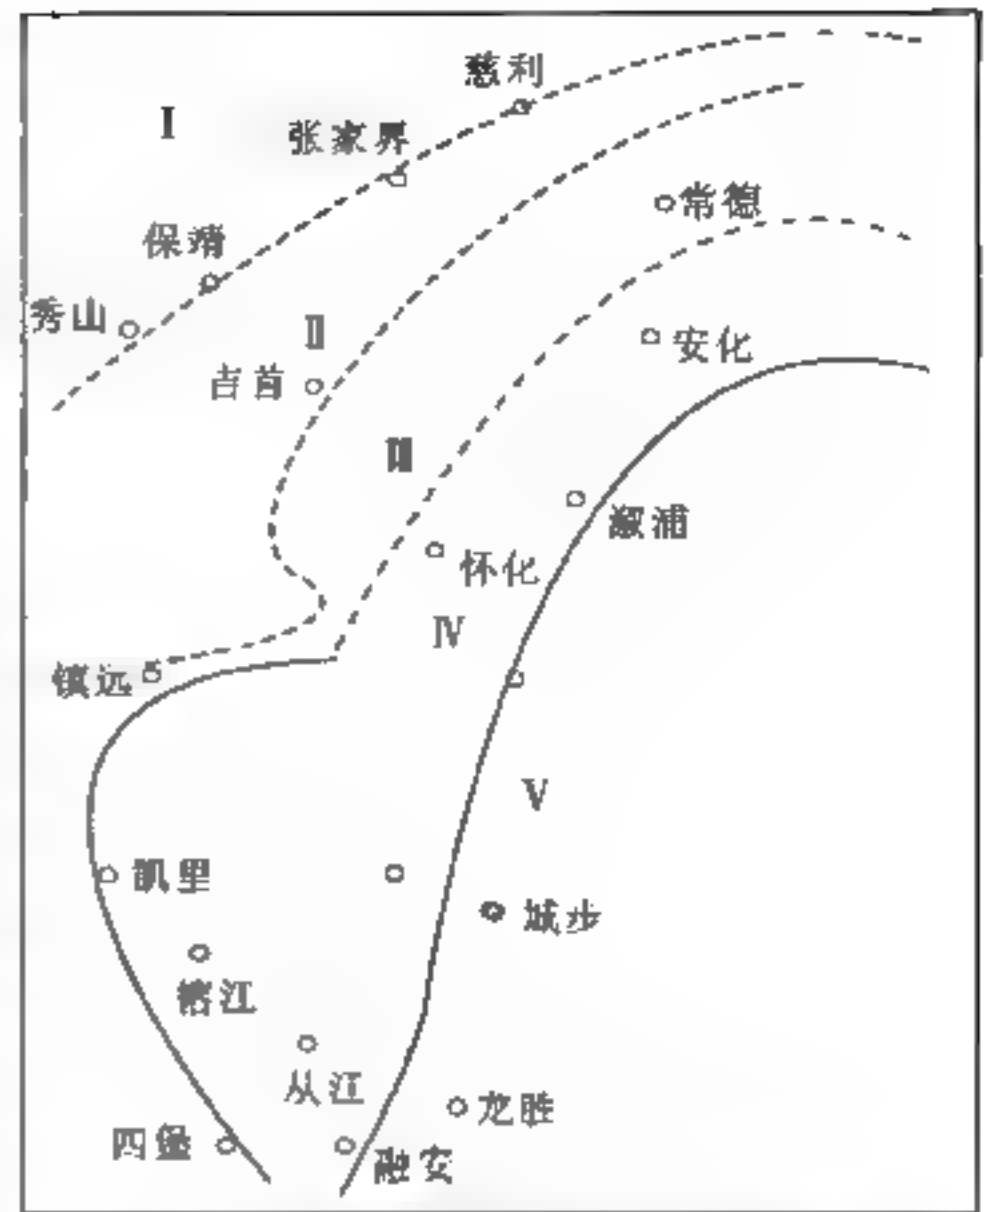 慈利
I
张家界
常德
保靖
秀山
II
安化
吉首
III
溆浦
怀化
IV
镇远
V
凯里
城步
榕江
从江
龙胜
四堡
融安